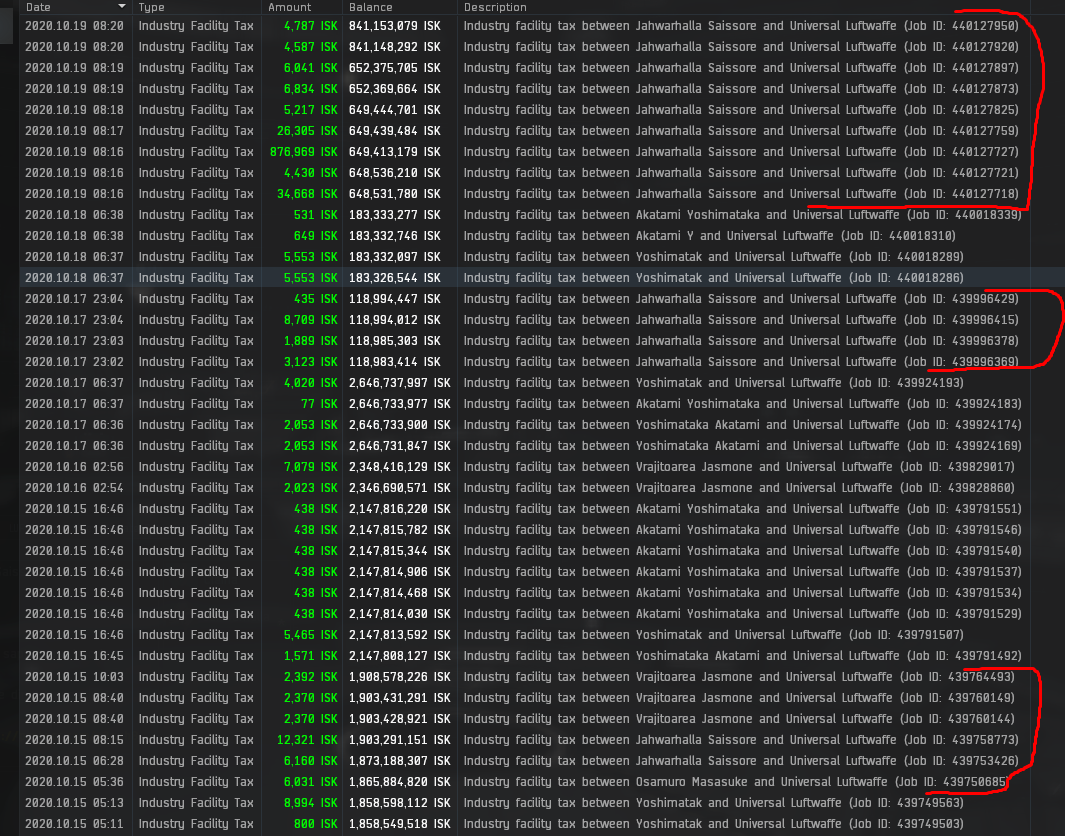 Date Type Amount Balance Description
2020.10.19 08:20 Industry Facility Tax 4,787 ISK 841,153,079 ISK Industry facility tax between Jahwarhalla Saissore and Universal Luftwaffe (Job ID: 440127950)
2020.10.19 08:20 Industry Facility Tax 4,587 ISK 841,148,292 ISK Industry facility tax between Jahwarhalla Saissore and Universal Luftwaffe (Job ID: 440127920)
2020.10.19 08:19 Industry Facility Tax 6,041 ISK 652,375,705 ISK Industry facility tax between Jahwarhalla Saissore and Universal Luftwaffe (Job ID: 440127897)
2020.10.19 08:19 Industry Facility Tax 6,834 ISK 652,369,664 ISK Industry facility tax between Jahwarhalla Saissore and Universal Luftwaffe (Job ID: 440127873)
2020.10.19 08:18 Industry Facility Tax 5,217 ISK 649,444,701 ISK Industry facility tax between Jahwarhalla Saissore and Universal Luftwaffe (Job ID: 440127825)
2020.10.19 08:17 Industry Facility Tax 26,305 ISK 649,439,484 ISK Industry facility tax between Jahwarhalla Saissore and Universal Luftwaffe (Job ID: 440127759)
2020.10.19 08:16 Industry Facility Tax 876,969 ISK 649,413,179 ISK Industry facility tax between Jahwarhalla Saissore and Universal Luftwaffe (Job ID: 440127727)
2020.10.19 08:16 Industry Facility Tax 4,430 ISK 648,536,210 ISK Industry facility tax between Jahwarhalla Saissore and Universal Luftwaffe (Job ID: 440127721)
2020.10.19 08:16 Industry Facility Tax 34,668 ISK 648,531,780 ISK Industry facility tax between Jahwarhalla Saissore and Universal Luftwaffe (Job ID: 440127718)
2020.10.18 06:38 Industry Facility Tax 531 ISK 183,333,277 ISK Industry facility tax between Akatami Yoshimataka and Universal Luftwaffe (Job ID: 440018339)
2020.10.18 06:38 Industry Facility Tax 649 ISK 183,332,746 ISK Industry facility tax between Akatami Y and Universal Luftwaffe (Job ID: 440018310)
2020.10.18 06:37 Industry Facility Tax 5,553 ISK 183,332,097 ISK Industry facility tax between Yoshimatak and Universal Luftwaffe (Job ID: 440018289)
2020.10.18 06:37 Industry Facility Tax 5,553 ISK 183,326,544 ISK Industry facility tax between Yoshimatak and Universal Luftwaffe (Job ID: 440018286)
2020.10.17 23:04 Industry Facility Tax 435 ISK 118,994,447 ISK Industry facility tax between Jahwarhalla Saissore and Universal Luftwaffe (Job ID: 439996429)
2020.10.17 23:04 Industry Facility Tax 8,709 ISK 118,994,012 ISK Industry facility tax between Jahwarhalla Saissore and Universal Luftwaffe (Job ID: 439996415)
2020.10.17 23:03 Industry Facility Tax 1,889 ISK 118,985,303 ISK Industry facility tax between Jahwarhalla Saissore and Universal Luftwaffe (Job ID: 439996378)
2020.10.17 23:02 Industry Facility Tax 3,123 ISK 118,983,414 ISK Industry facility tax between Jahwarhalla Saissore and Universal Luftwaffe (Job ID: 439996369)
2020.10.17 06:37 Industry Facility Tax 4,020 ISK 2,646,737,997 ISK Industry facility tax between Yoshimatak and Universal Luftwaffe (Job ID: 439924193)
2020.10.17 06:37 Industry Facility Tax 77 ISK 2,646,733,977 ISK Industry facility tax between Akatami Yoshimataka and Universal Luftwaffe (Job ID: 439924183)
2020.10.17 06:36 Industry Facility Tax 2,053 ISK 2,646,733,900 ISK Industry facility tax between Yoshimataka Akatami and Universal Luftwaffe (Job ID: 439924174)
2020.10.17 06:36 Industry Facility Tax 2,053 ISK 2,646,731,847 ISK Industry facility tax between Yoshimataka Akatami and Universal Luftwaffe (Job ID: 439924169)
2020.10.16 02:56 Industry Facility Tax 7,079 ISK 2,348,416,129 ISK Industry facility tax between Vrajitoarea Jasmone and Universal Luftwaffe (Job ID: 439829017)
2020.10.16 02:54 Industry Facility Tax 2,023 ISK 2,346,690,571 ISK Industry facility tax between Vrajitoarea Jasmone and Universal Luftwaffe (Job ID: 439828860)
2020.10.15 16:46 Industry Facility Tax 438 ISK 2,147,816,220 ISK Industry facility tax between Akatami Yoshimataka and Universal Luftwaffe (Job ID: 439791551)
2020.10.15 16:46 Industry Facility Tax 438 ISK 2,147,815,782 ISK Industry facility tax between Akatami Yoshimataka and Universal Luftwaffe (Job ID: 439791546)
2020.10.15 16:46 Industry Facility Tax 438 ISK 2,147,815,344 ISK Industry facility tax between Akatami Yoshimataka and Universal Luftwaffe (Job ID: 439791540)
2020.10.15 16:46 Industry Facility Tax 438 ISK 2,147,814,906 ISK Industry facility tax between Akatami Yoshimataka and Universal Luftwaffe (Job ID: 439791537)
2020.10.15 16:46 Industry Facility Tax 438 ISK 2,147,814,468 ISK Industry facility tax between Akatami Yoshimataka and Universal Luftwaffe (Job ID: 439791534)
2020.10.15 16:46 Industry Facility Tax 438 ISK 2,147,814,030 ISK Industry facility tax between Akatami Yoshimataka and Universal Luftwaffe (Job ID: 439791529)
2020.10.15 16:46 Industry Facility Tax 5,465 ISK 2,147,813,592 ISK Industry facility tax between Yoshimatak and Universal Luftwaffe (Job ID: 439791507)
2020.10.15 16:45 Industry Facility Tax 1,571 ISK 2,147,808,127 ISK Industry facility tax between Yoshimataka Akatami and Universal Luftwaffe (Job ID: 439791492)
2020.10.15 10:03 Industry Facility Tax 2,392 ISK 1,908,578,226 ISK Industry facility tax between Vrajitoarea Jasmone and Universal Luftwaffe (Job ID: 439764493)
2020.10.15 08:40 Industry Facility Tax 2,370 ISK 1,903,431,291 ISK Industry facility tax between Vrajitoarea Jasmone and Universal Luftwaffe (Job ID: 439760149)
2020.10.15 08:40 Industry Facility Tax 2,370 ISK 1,903,428,921 ISK Industry facility tax between Vrajitoarea Jasmone and Universal Luftwaffe (Job ID: 439760144)
2020.10.15 08:15 Industry Facility Tax 12,321 ISK 1,903,291,151 ISK Industry facility tax between Jahwarhalla Saissore and Universal Luftwaffe (Job ID: 439758773)
2020.10.15 06:28 Industry Facility Tax 6,160 ISK 1,873,188,307 ISK Industry facility tax between Jahwarhalla Saissore and Universal Luftwaffe (Job ID: 439753426)
2020.10.15 05:36 Industry Facility Tax 6,031 ISK 1,865,884,820 ISK Industry facility tax between Osamuro Masasuke and Universal Luftwaffe (Job ID: 439750685)
2020.10.15 05:13 Industry Facility Tax 8,994 ISK 1,858,598,112 ISK Industry facility tax between Yoshimatak and Universal Luftwaffe (Job ID: 439749563)
2020.10.15 05:11 Industry Facility Tax 800 ISK 1,858,549,518 ISK Industry facility tax between Yoshimatak and Universal Luftwaffe (Job ID: 439749503)